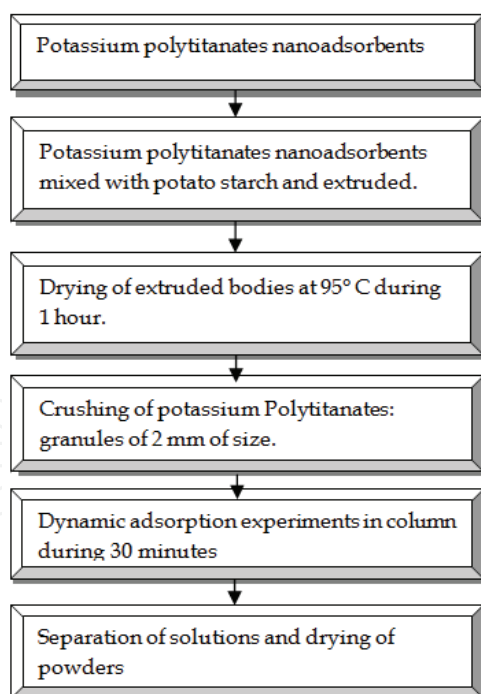 Potassium polytitanates nanoadsorbents
Potassium polytitanates nanoadsorbents
mixed with potato starch and extruded.
Drying of extruded bodies at 95° C during
1 hour.
Crushing of potassium Polytitanates:
granules of 2 mm of size.
Dynamic adsorption experiments in column
during 30 minutes
Separation of solutions and drying of
powders